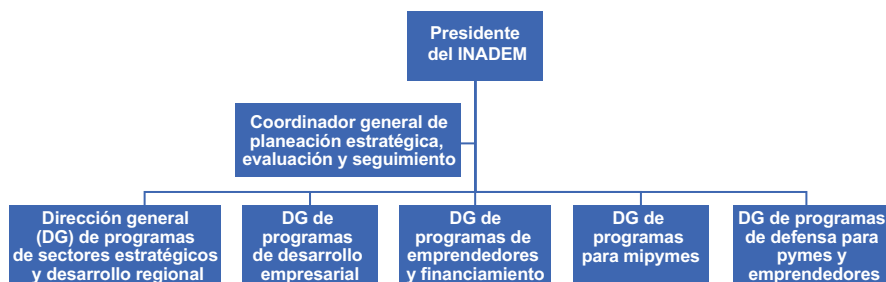 Presidente
del INADEM
Coordinador general de
planeación estratégica,
evaluación y seguimiento
Dirección general
(DG) de programas
de sectores estratégicos
y desarrollo regional
DG de
programas
de desarrollo
empresarial
DG de
programas de
emprendedores
y financiamiento
DG de
programas
para mipymes
DG de programas
de defensa para
pymes y
emprendedores